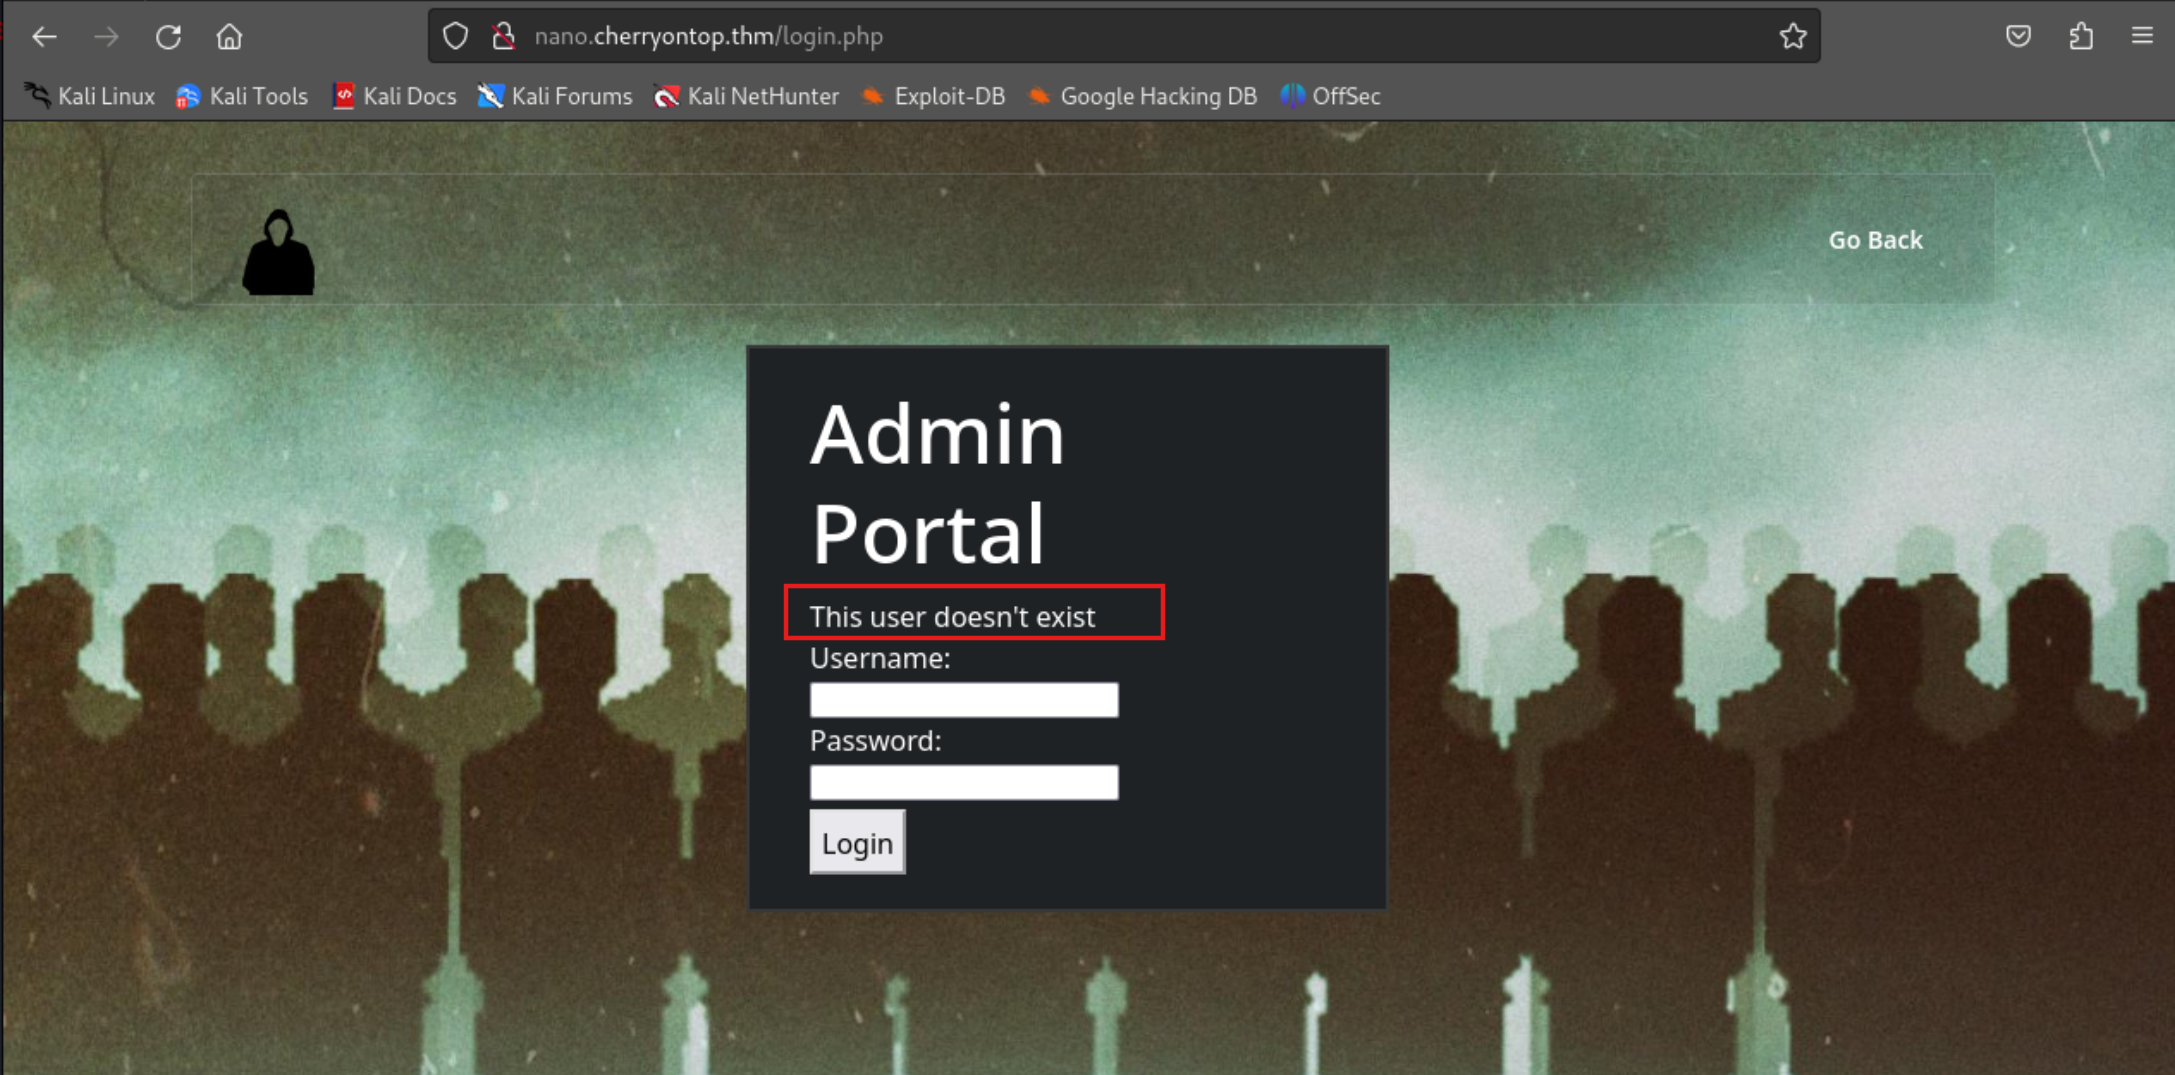 nano.cherryontop.thm/login.php
Kali Linux Kali Tools Kali Docs Kali Forums Kali NetHunter Exploit-DB Google Hacking DB OffSec
Go Back
Admin
Portal
This user doesn't exist
Username:
Password:
Login